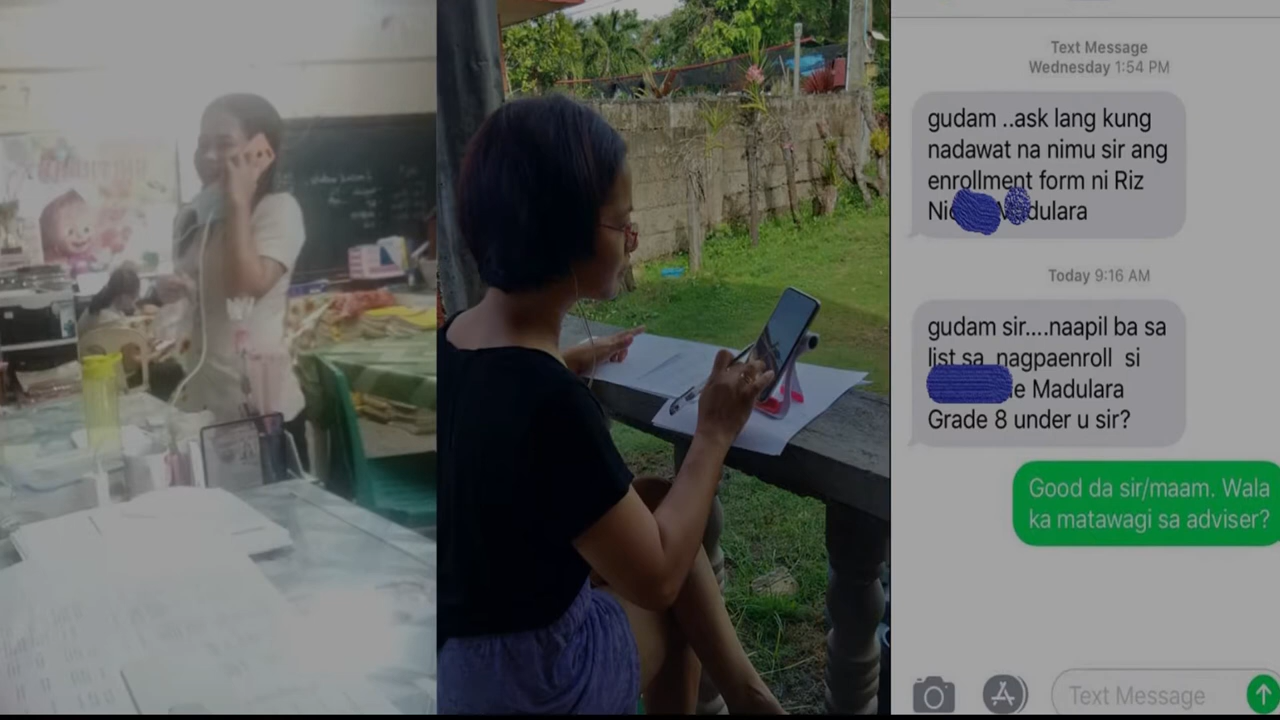 Text Message
Wednesday 1:54 PM
gudam ..ask lang kung
nadawat na nimu sir ang
enrollment form ni Riz
dulara
Today 9:16 AM
gudam sir....naapil ba sa
list sa nagpaenroll si
e Madulara
Grade 8 under u sir?
Good da sir/maam. Wala
ka matawagi sa adviser?
Text Message